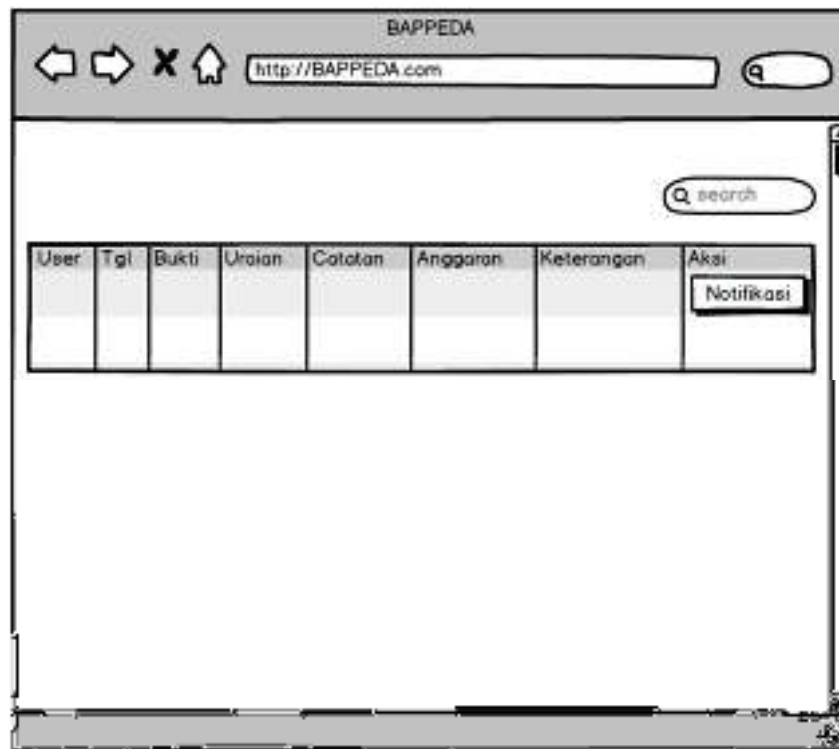 BAPPEDA
http://BAPPEDA.com
search
User Tgl Bukti Uraian Catatan Anggaran Keterangan Aksi
Notifikasi